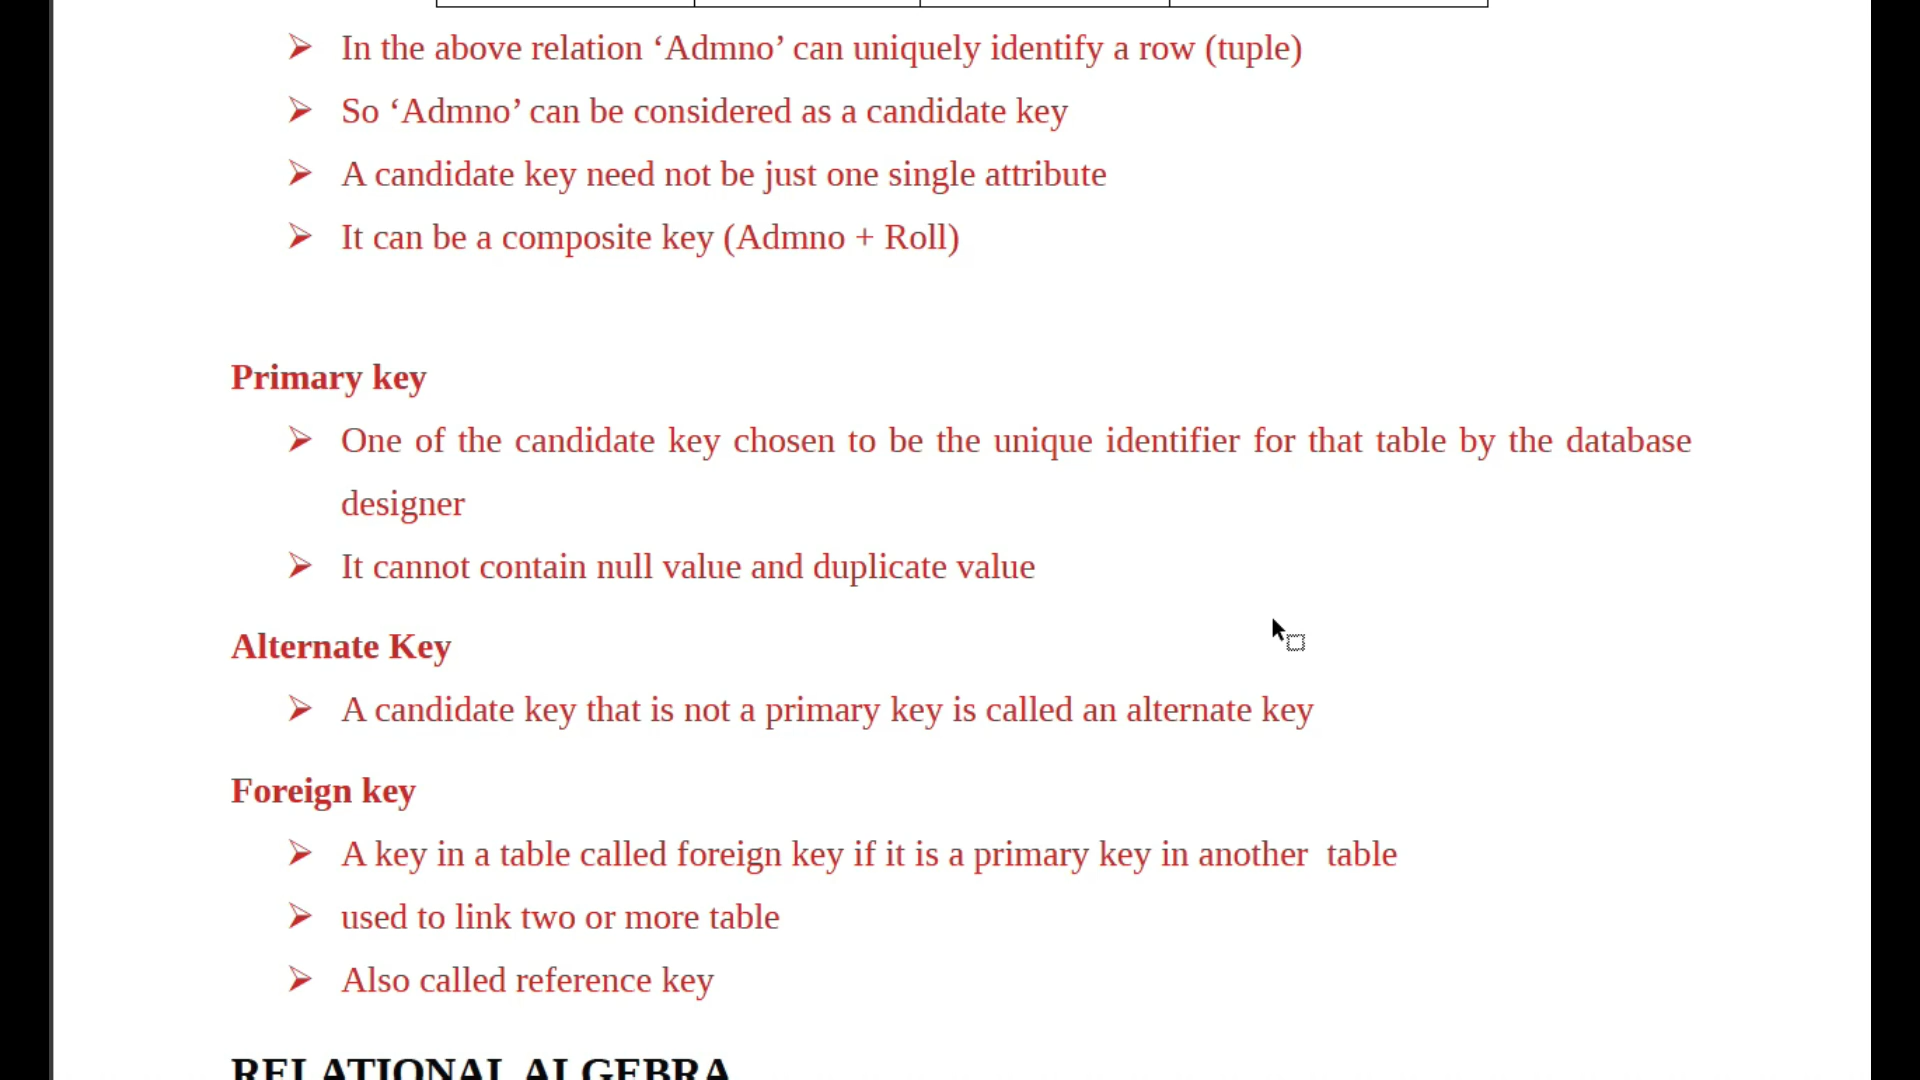 ➢ In the above relation ‘Admno’ can uniquely identify a row (tuple)
➢ So ‘Admno’ can be considered as a candidate key
➢ A candidate key need not be just one single attribute
➢ It can be a composite key (Admno + Roll)
Primary key
➢ One of the candidate key chosen to be the unique identifier for that table by the database
designer
➢ It cannot contain null value and duplicate value
Alternate Key
➢ A candidate key that is not a primary key is called an alternate key
Foreign key
➢ A key in a table called foreign key if it is a primary key in another  table
➢ used to link two or more table
➢ Also called reference key
RELATIONAL ALGEBRA